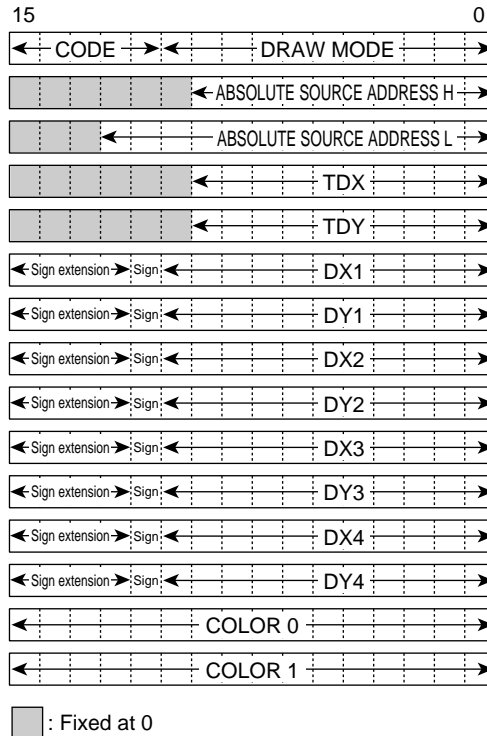 15 0
CODE DRAW MODE
ABSOLUTE SOURCE ADDRESS H
ABSOLUTE SOURCE ADDRESS L
TDX
TDY
Sign extension Sign DX1
Sign extension Sign DY1
Sign extension Sign DX2
Sign extension Sign DY2
Sign extension Sign DX3
Sign extension Sign DY3
Sign extension Sign DX4
Sign extension Sign DY4
COLOR 0
COLOR 1
: Fixed at 0